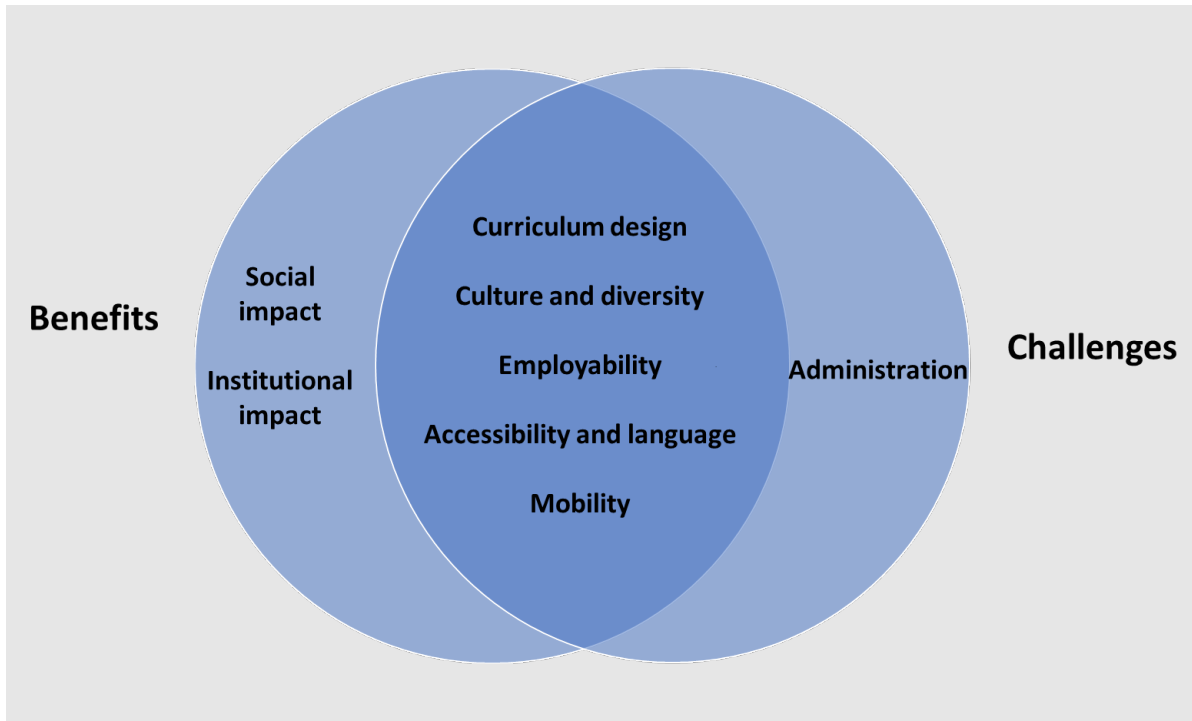 Benefits
Social
impact
Institutional
impact
Curriculum design
Culture and diversity
Employability
Accessibility and language
Mobility
Administration
Challenges